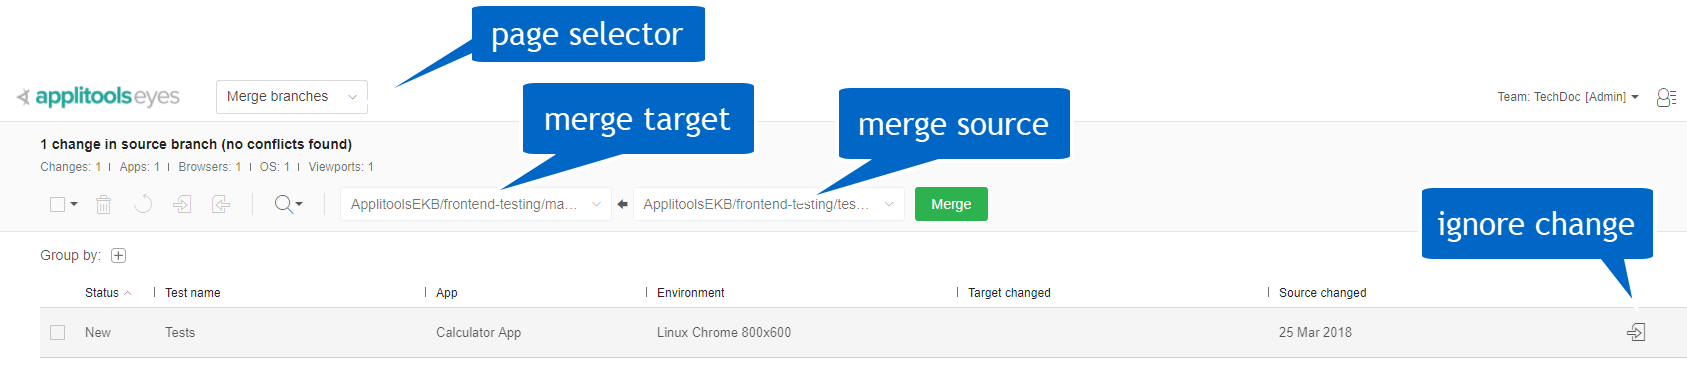 page selector
applitools eyes
Merge branches
Team: TechDoc [Admin]
merge target
merge source
1 change in source branch (no conflicts found)
Changes: 1 | Apps: 1 | Browsers: 1 | OS: 1 | Viewports: 1
ApplitoolsEKB/frontend-testing/ma...
ApplitoolsEKB/frontend-testing/tes...
Merge
ignore change
Group by:
Status | Test name | App | Environment | Target changed | Source changed
New Tests Calculator App Linux Chrome 800x600 25 Mar 2018